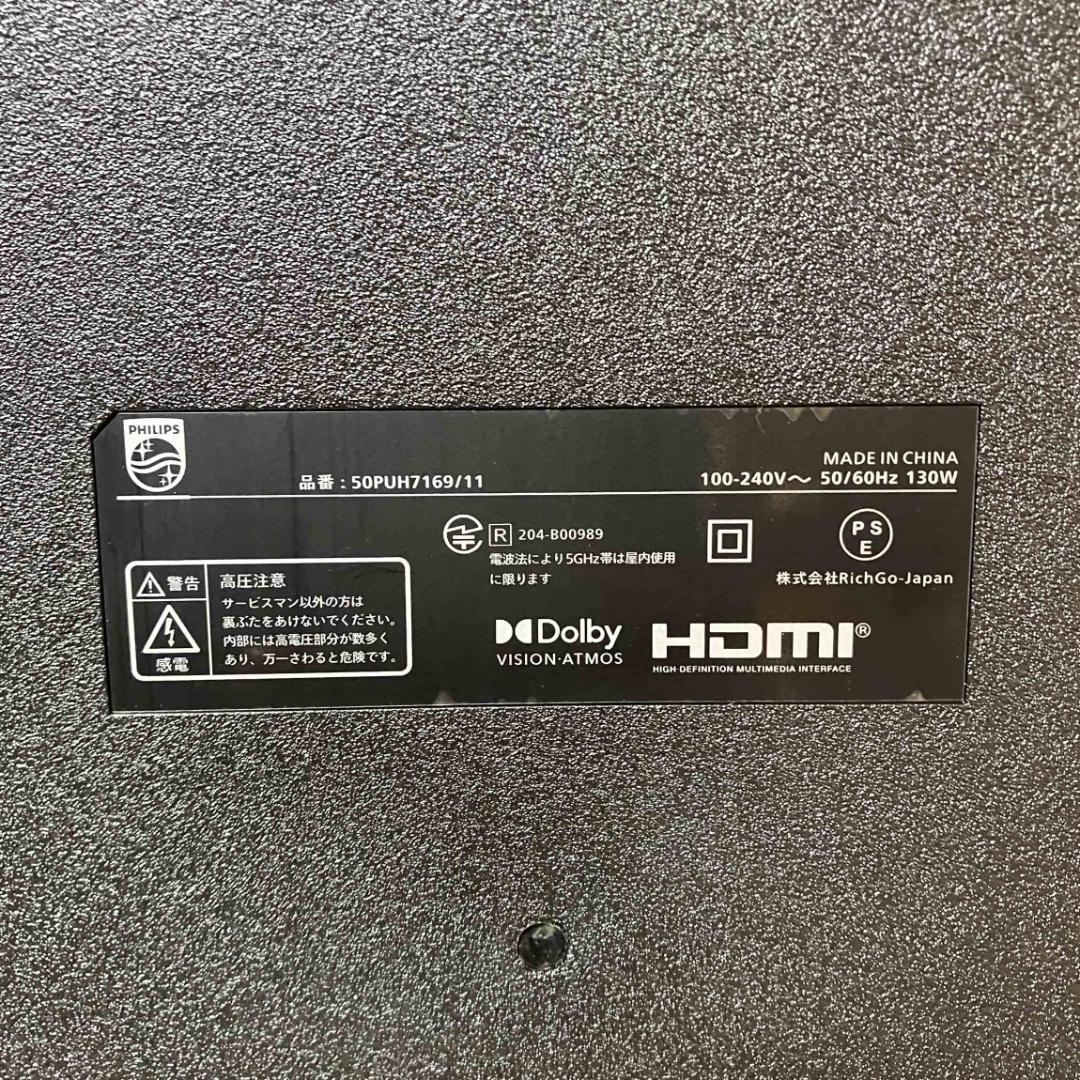 PHILIPS
品番 : 50PUH7169/11
MADE IN CHINA
100-240V～ 50/60Hz 130W
R 204-B00989
電波法により5GHz帯は屋内使用
に限ります
P S
E
株式会社RichGo-Japan
警告
感電
高圧注意
サービスマン以外の方は
裏ぶたをあけないでください。
内部には高電圧部分が数多く
あり、万一さわると危険です。
Dolby
VISION·ATMOS
HDMI®
HIGH-DEFINITION MULTIMEDIA INTERFACE